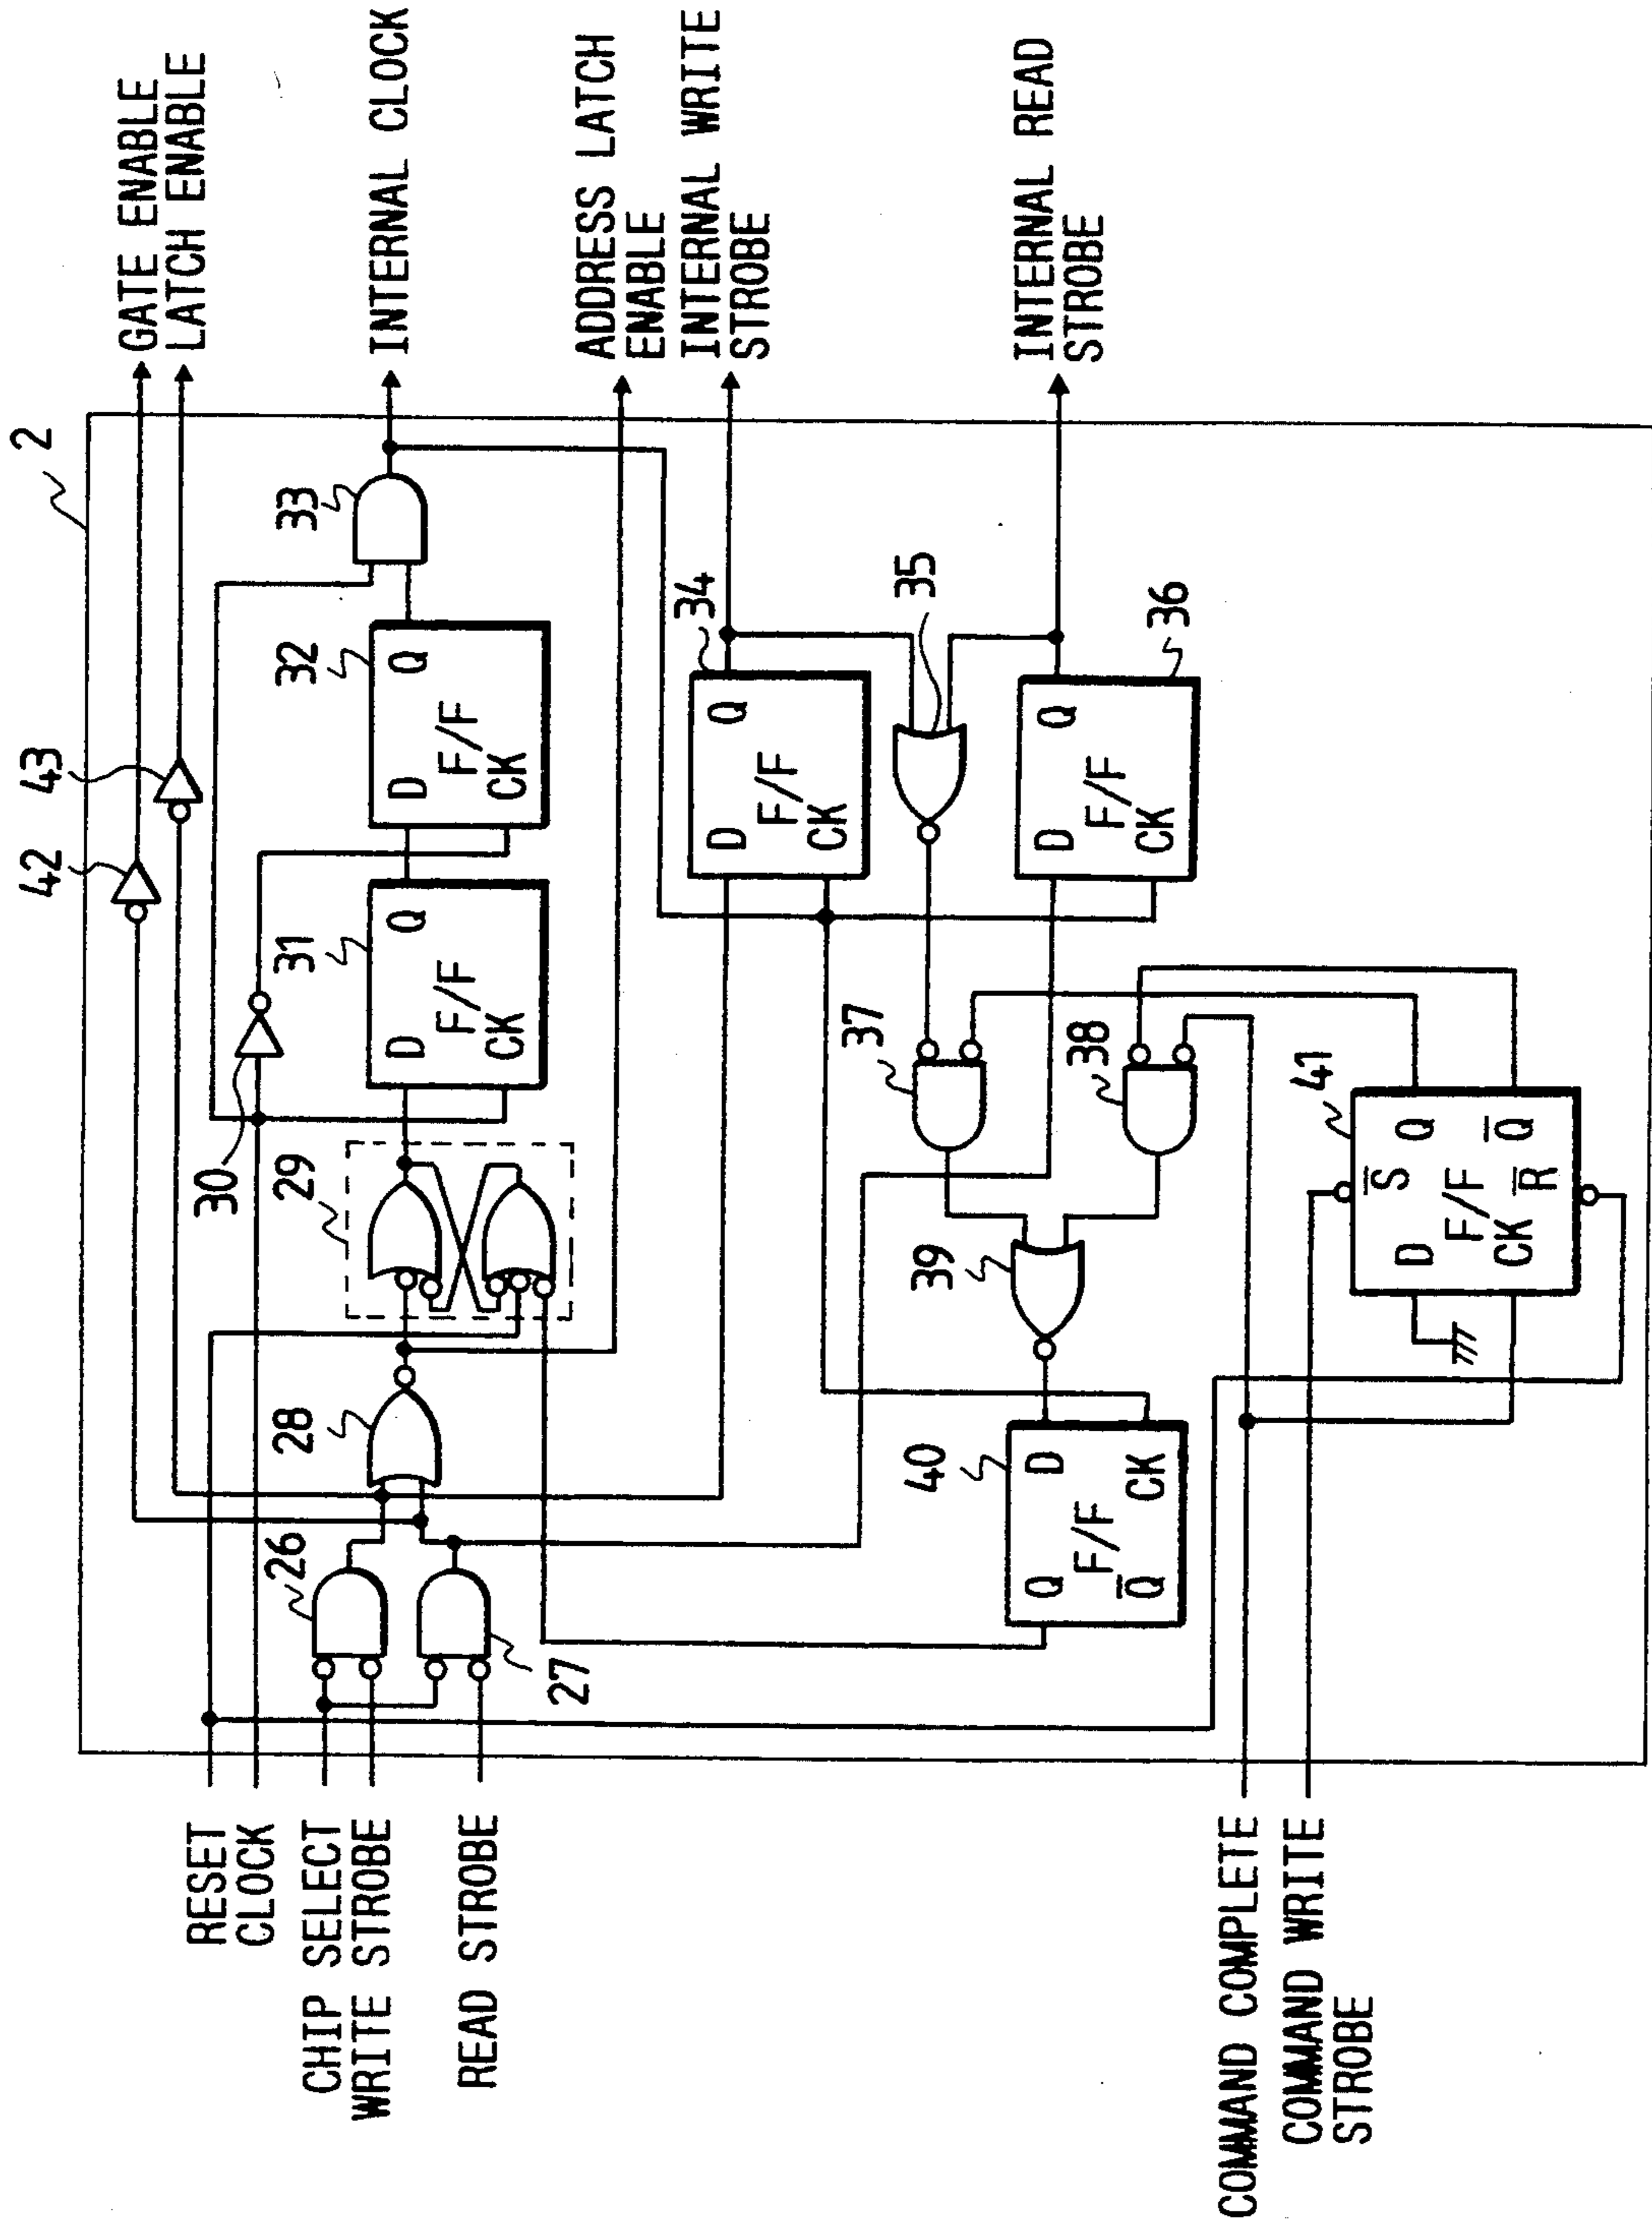 2
GATE ENABLE
LATCH ENABLE
INTERNAL CLOCK
ADDRESS LATCH
ENABLE
INTERNAL WRITE
STROBE
INTERNAL READ
STROBE
RESET
CLOCK
CHIP SELECT
WRITE STROBE
READ STROBE
COMMAND COMPLETE
COMMAND WRITE
STROBE
42
43
26
27
28
29
30
31
D Q
F/F
CK
32
D Q
F/F
CK
33
34
D Q
F/F
CK
35
36
D Q
F/F
CK
37
38
39
40
Q D
F/F
Q̅ CK
41
S̅
D Q
F/F
CK Q̅
R̅